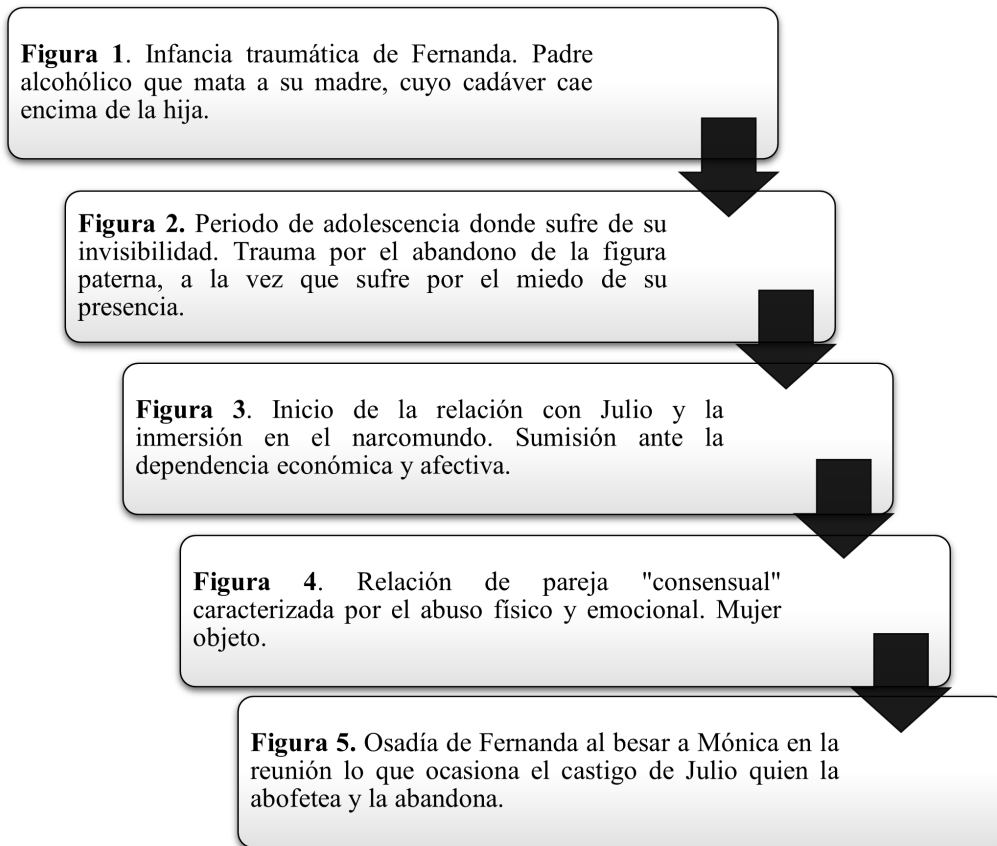 Figura 1. Infancia traumática de Fernanda. Padre
alcohólico que mata a su madre, cuyo cadáver cae
encima de la hija.
Figura 2. Periodo de adolescencia donde sufre de su
invisibilidad. Trauma por el abandono de la figura
paterna, a la vez que sufre por el miedo de su
presencia.
Figura 3. Inicio de la relación con Julio y la
inmersión en el narcomundo. Sumisión ante la
dependencia económica y afectiva.
Figura 4. Relación de pareja "consensual"
caracterizada por el abuso físico y emocional. Mujer
objeto.
Figura 5. Osadía de Fernanda al besar a Mónica en la
reunión lo que ocasiona el castigo de Julio quien la
abofetea y la abandona.